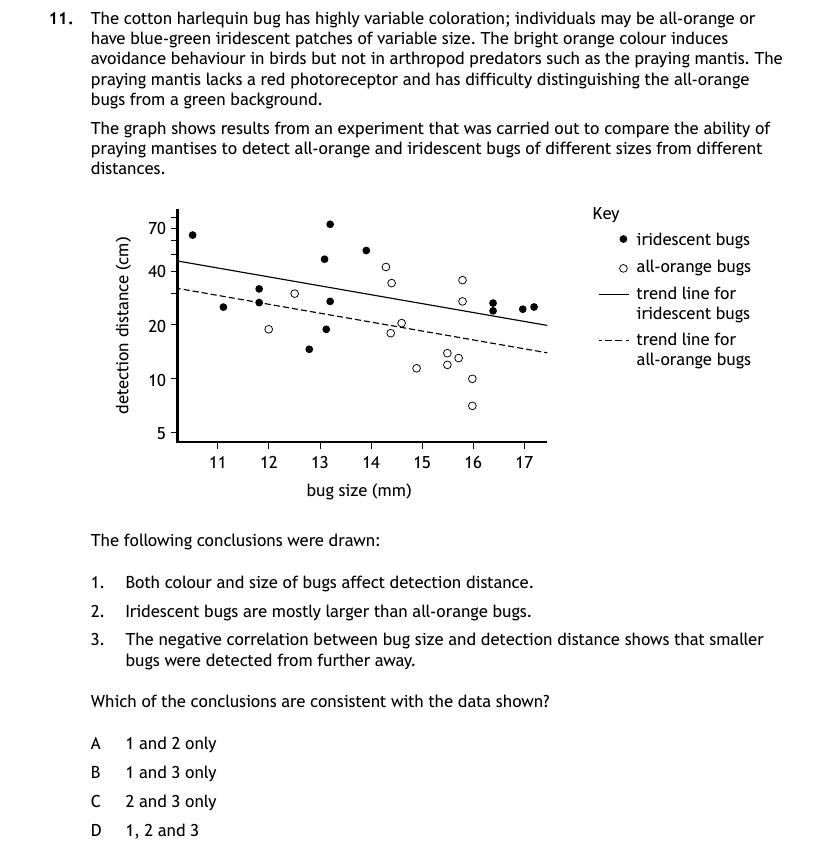 11. The cotton harlequin bug has highly variable coloration; individuals may be all-orange or
have blue-green iridescent patches of variable size. The bright orange colour induces
avoidance behaviour in birds but not in arthropod predators such as the praying mantis. The
praying mantis lacks a red photoreceptor and has difficulty distinguishing the all-orange
bugs from a green background.
The graph shows results from an experiment that was carried out to compare the ability of
praying mantises to detect all-orange and iridescent bugs of different sizes from different
distances.
detection distance (cm)
70
40
20
10
5
11 12 13 14 15 16 17
bug size (mm)
Key
iridescent bugs
all-orange bugs
trend line for
iridescent bugs
trend line for
all-orange bugs
The following conclusions were drawn:
1. Both colour and size of bugs affect detection distance.
2. Iridescent bugs are mostly larger than all-orange bugs.
3. The negative correlation between bug size and detection distance shows that smaller
bugs were detected from further away.
Which of the conclusions are consistent with the data shown?
A 1 and 2 only
B 1 and 3 only
C 2 and 3 only
D 1, 2 and 3